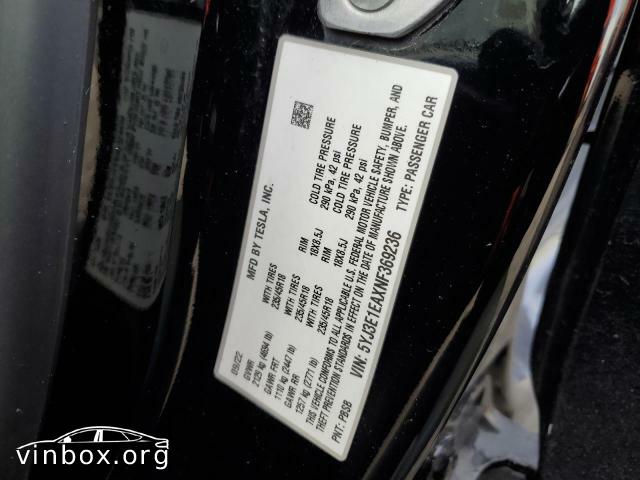 MFD BY TESLA, INC.
09/22
GVWR
2129 kg (4694 lb)
GAWR FRT WITH TIRES RIM COLD TIRE PRESSURE
1110 kg (2447 lb) 235/45R18 18X8.5J 290 kPa, 42 psi
GAWR RR WITH TIRES RIM COLD TIRE PRESSURE
1257 kg (2771 lb) 235/45R18 18X8.5J 290 kPa, 42 psi
WITH TIRES
235/45R18
THIS VEHICLE CONFORMS TO ALL APPLICABLE U.S. FEDERAL MOTOR VEHICLE SAFETY, BUMPER, AND
THEFT PREVENTION STANDARDS IN EFFECT ON THE DATE OF MANUFACTURE SHOWN ABOVE.
PNT: PBSB VIN: 5YJ3E1EAXNF369236 TYPE: PASSENGER CAR
vinbox.org